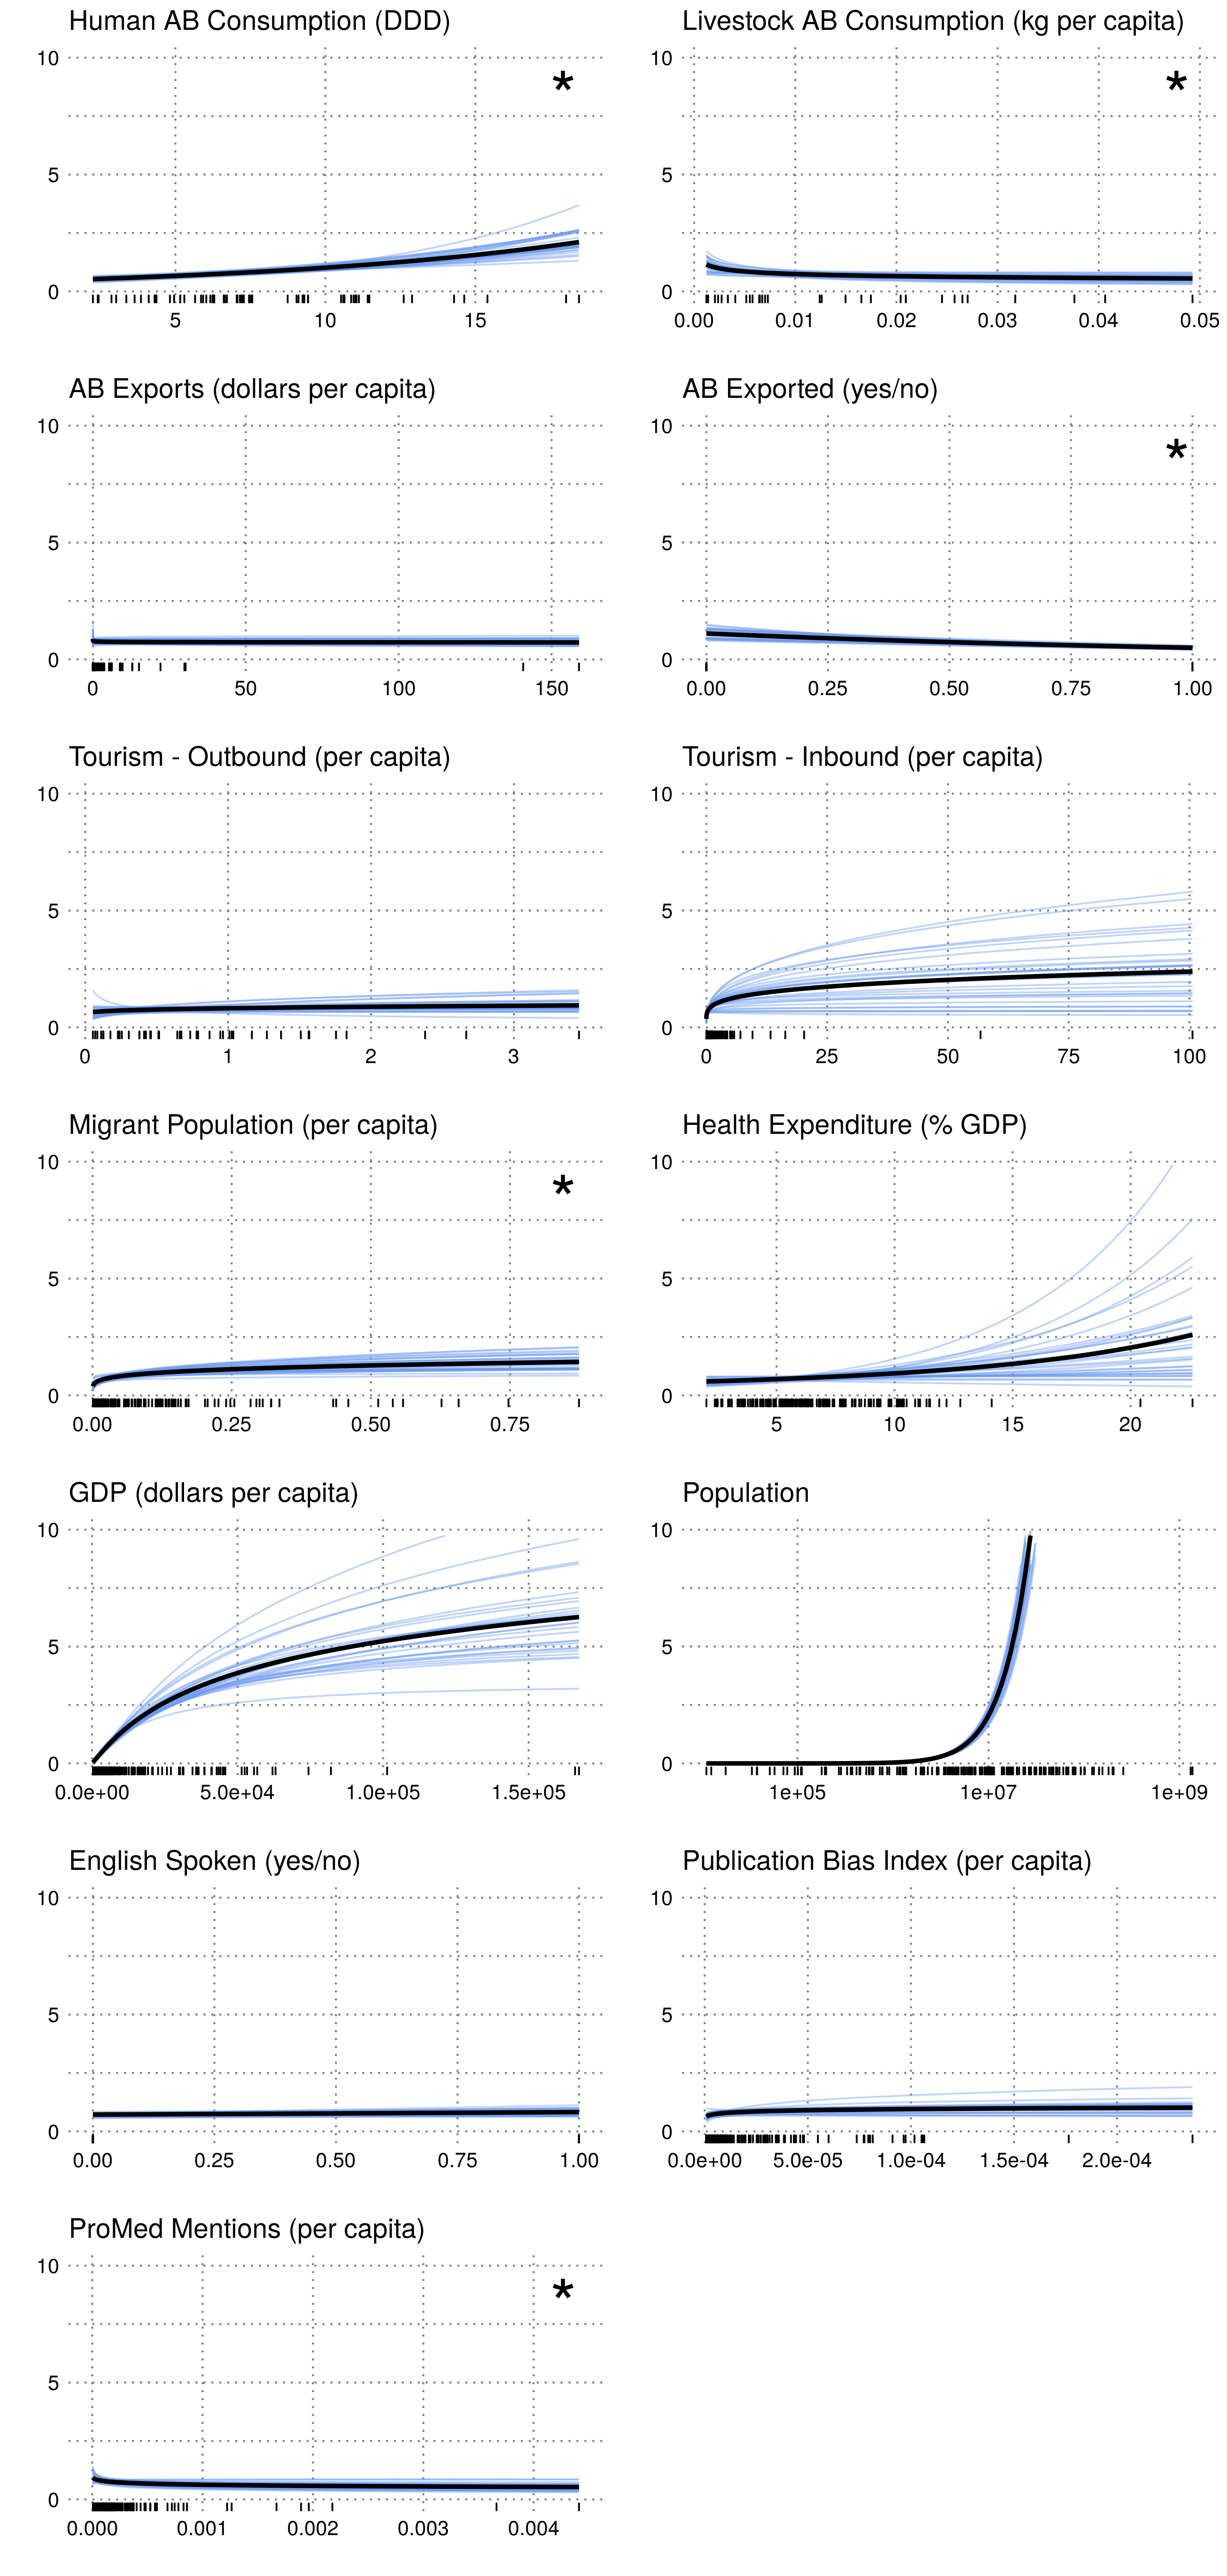 Human AB Consumption (DDD)
10
5
0
5 10 15
*
Livestock AB Consumption (kg per capita)
10
5
0
0.00 0.01 0.02 0.03 0.04 0.05
*
AB Exports (dollars per capita)
10
5
0
0 50 100 150
AB Exported (yes/no)
10
5
0
0.00 0.25 0.50 0.75 1.00
*
Tourism - Outbound (per capita)
10
5
0
0 1 2 3
Tourism - Inbound (per capita)
10
5
0
0 25 50 75 100
Migrant Population (per capita)
10
5
0
0.00 0.25 0.50 0.75
*
Health Expenditure (% GDP)
10
5
0
5 10 15 20
GDP (dollars per capita)
10
5
0
0.0e+00 5.0e+04 1.0e+05 1.5e+05
Population
10
5
0
1e+05 1e+07 1e+09
English Spoken (yes/no)
10
5
0
0.00 0.25 0.50 0.75 1.00
Publication Bias Index (per capita)
10
5
0
0.0e+00 5.0e-05 1.0e-04 1.5e-04 2.0e-04
ProMed Mentions (per capita)
10
5
0
0.000 0.001 0.002 0.003 0.004
*